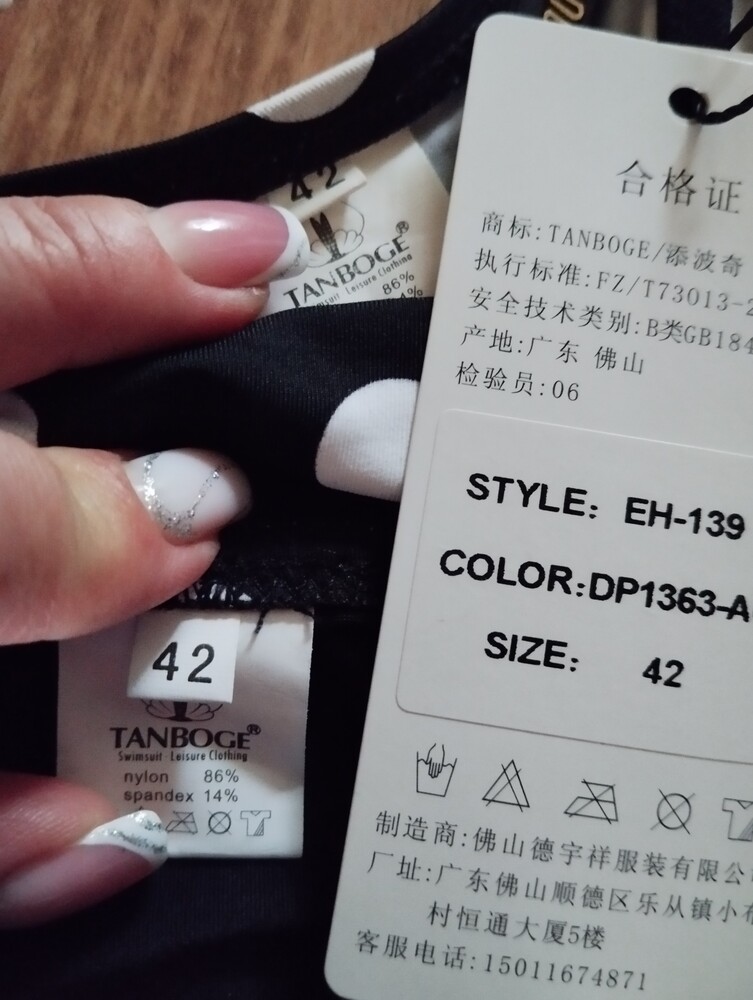 42
TANBOGE®
Leisure Clothing
86%
合格证
商标:TANBOGE/添波奇
执行标准:FZ/T73013-2
安全技术类别:B类GB184
产地:广东 佛山
检验员:06
STYLE: EH-139
COLOR:DP1363-A
SIZE: 42
制造商:佛山德宇祥服装有限公
厂址:广东佛山顺德区乐从镇小布
村恒通大厦5楼
客服电话:15011674871
42
TANBOGE®
Swimsuit Leisure Clothing
nylon 86%
spandex 14%